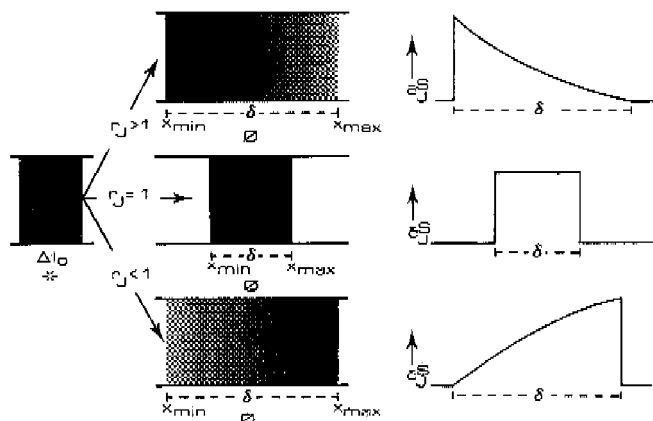 x_min δ x_max
∅
δ
r_J > 1
r_J = 1
r_J < 1
Δl_0
*
x_min δ x_max
∅
δ
x_min δ x_max
∅
δ